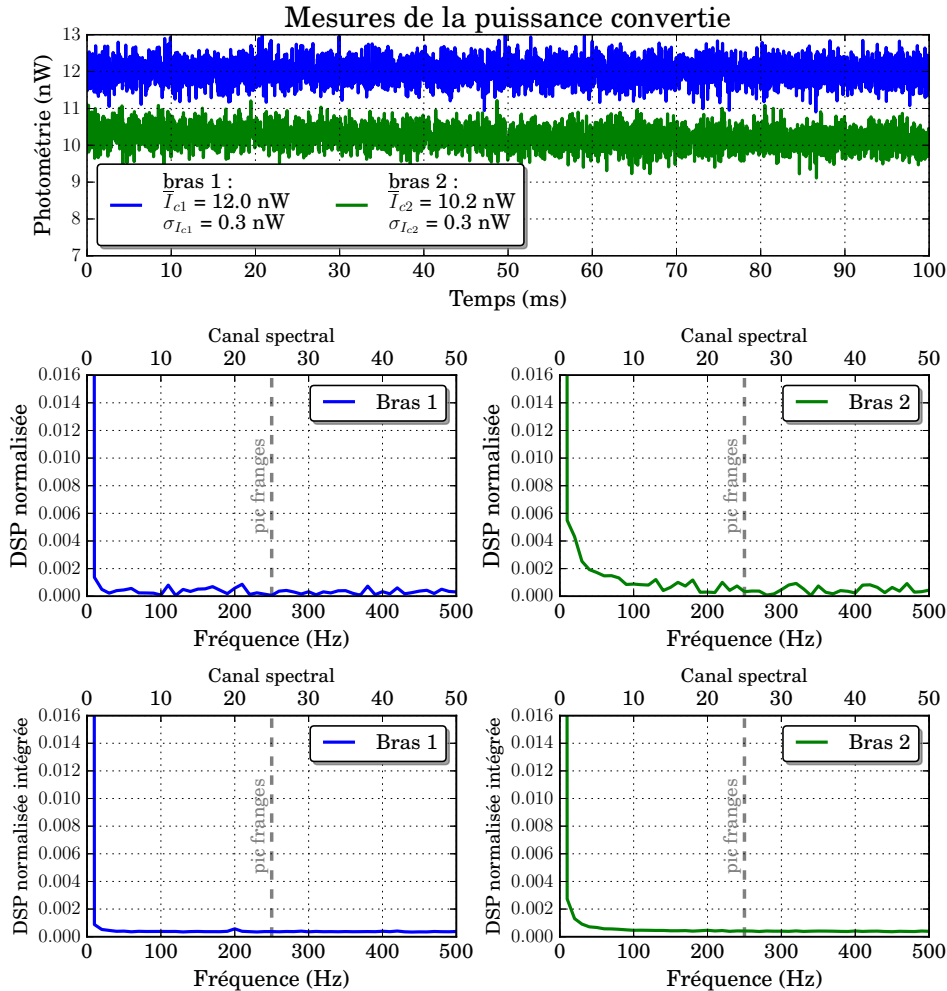 Mesures de la puissance convertie
Photométrie (nW)
13
12
11
10
9
8
7
bras 1 :
I̅c1 = 12.0 nW
σIc1 = 0.3 nW
bras 2 :
I̅c2 = 10.2 nW
σIc2 = 0.3 nW
0 10 20 30 40 50 60 70 80 90 100
Temps (ms)
Canal spectral
0 10 20 30 40 50
DSP normalisée
0.016
0.014
0.012
0.010
0.008
0.006
0.004
0.002
0.000
Bras 1
pic franges
0 100 200 300 400 500
Fréquence (Hz)
Canal spectral
0 10 20 30 40 50
DSP normalisée
0.016
0.014
0.012
0.010
0.008
0.006
0.004
0.002
0.000
Bras 2
pic franges
0 100 200 300 400 500
Fréquence (Hz)
Canal spectral
0 10 20 30 40 50
DSP normalisée intégrée
0.016
0.014
0.012
0.010
0.008
0.006
0.004
0.002
0.000
Bras 1
pic franges
0 100 200 300 400 500
Fréquence (Hz)
Canal spectral
0 10 20 30 40 50
DSP normalisée intégrée
0.016
0.014
0.012
0.010
0.008
0.006
0.004
0.002
0.000
Bras 2
pic franges
0 100 200 300 400 500
Fréquence (Hz)